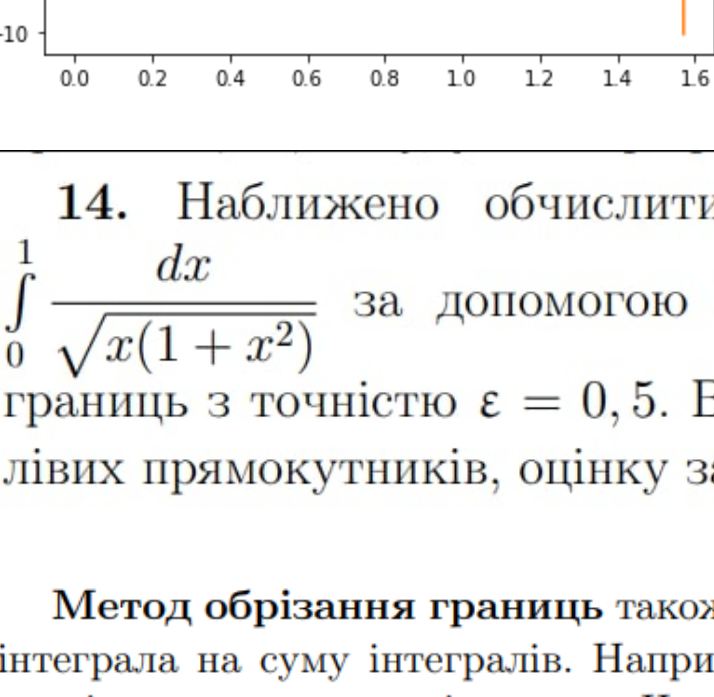 -10
0.0 0.2 0.4 0.6 0.8 1.0 1.2 1.4 1.6
14. Наближено обчислити
∫₀¹ dx / √(x(1 + x²)) за допомогою
границь з точністю ε = 0,5. В
лівих прямокутників, оцінку за
Метод обрізання границь також
інтеграла на суму інтегралів. Напри